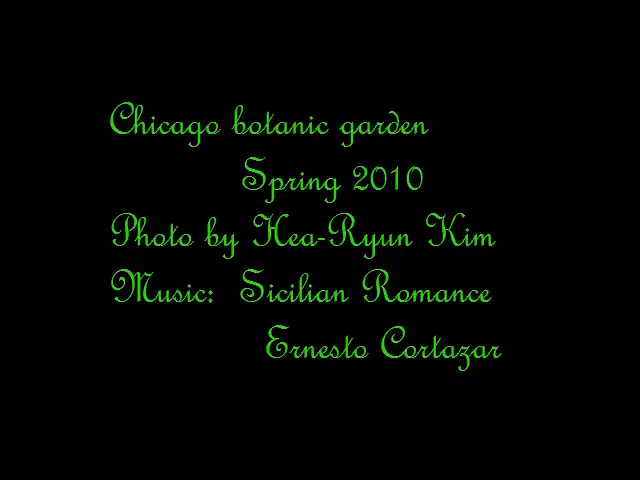 Chicago botanic garden
Spring 2010
Photo by Hea-Ryun Kim
Music: Sicilian Romance
Ernesto Cortazar